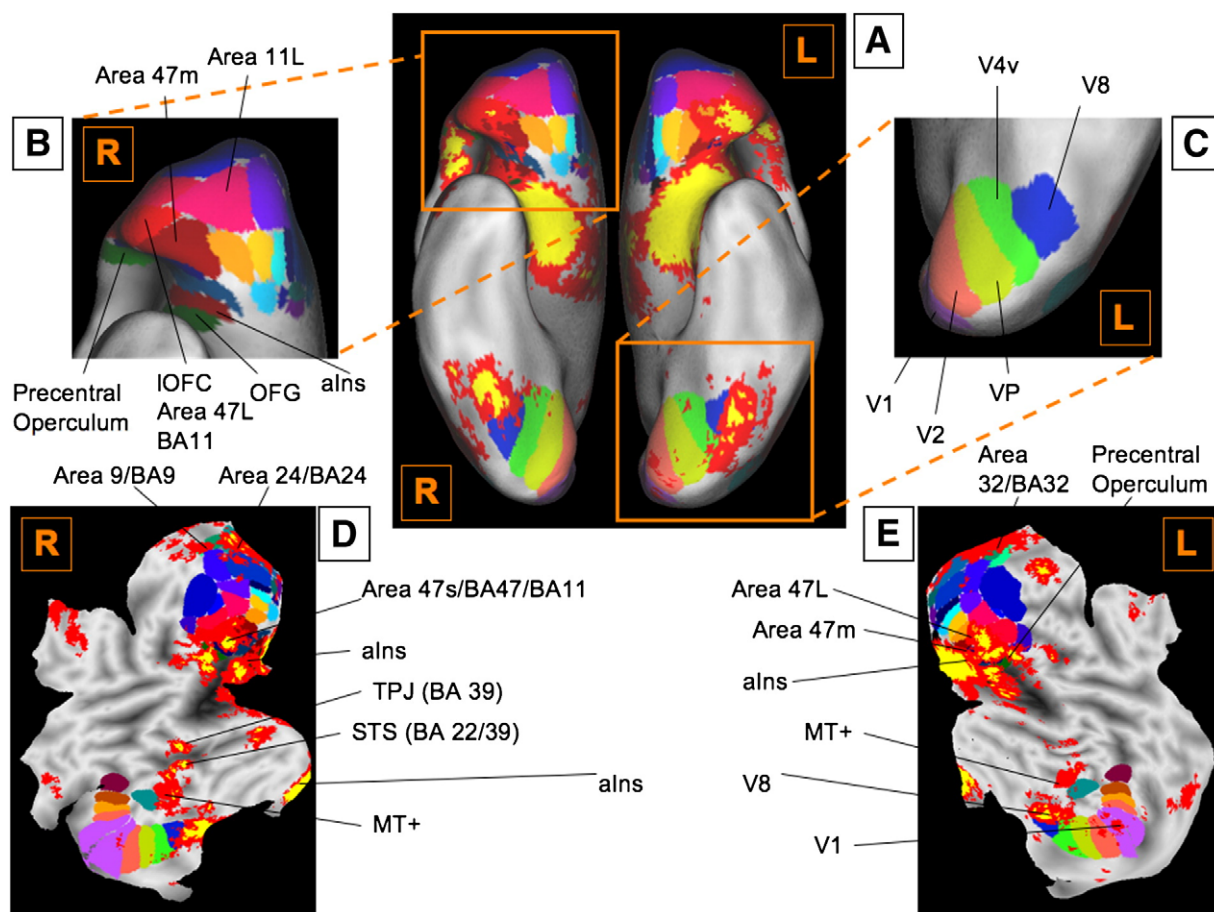 A
L
R
B
R
Area 47m
Area 11L
Precentral
Operculum
lOFC
Area 47L
BA11
OFG
aIns
C
V4v
V8
L
V1
V2
VP
D
R
Area 9/BA9
Area 24/BA24
Area 47s/BA47/BA11
aIns
TPJ (BA 39)
STS (BA 22/39)
aIns
MT+
E
L
Area
32/BA32
Precentral
Operculum
Area 47L
Area 47m
aIns
MT+
V8
V1